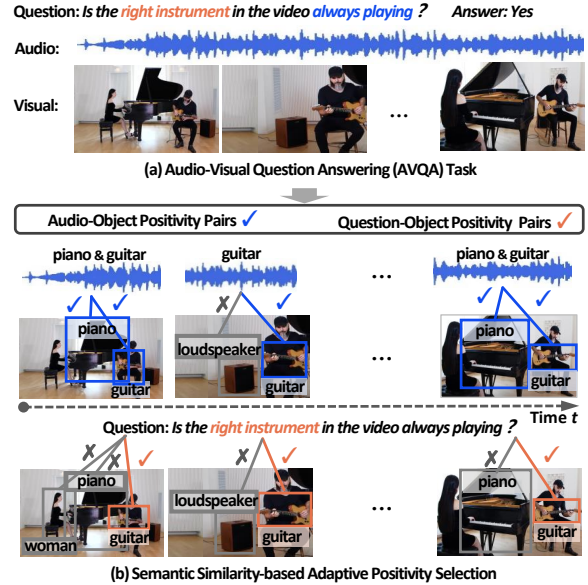 Question: Is the right instrument in the video always playing ? Answer: Yes
Audio:
Visual:
...
(a) Audio-Visual Question Answering (AVQA) Task
Audio-Object Positivity Pairs ✓ Question-Object Positivity Pairs ✓
piano & guitar guitar ... piano & guitar
✓ ✓ ✗ ✓ ✓ ✓
piano loudspeaker piano
guitar guitar ... guitar
Time t
Question: Is the right instrument in the video always playing ?
✗ ✗ ✓ ✗ ✓ ✗ ✓
piano loudspeaker piano
woman guitar guitar ... guitar
(b) Semantic Similarity-based Adaptive Positivity Selection